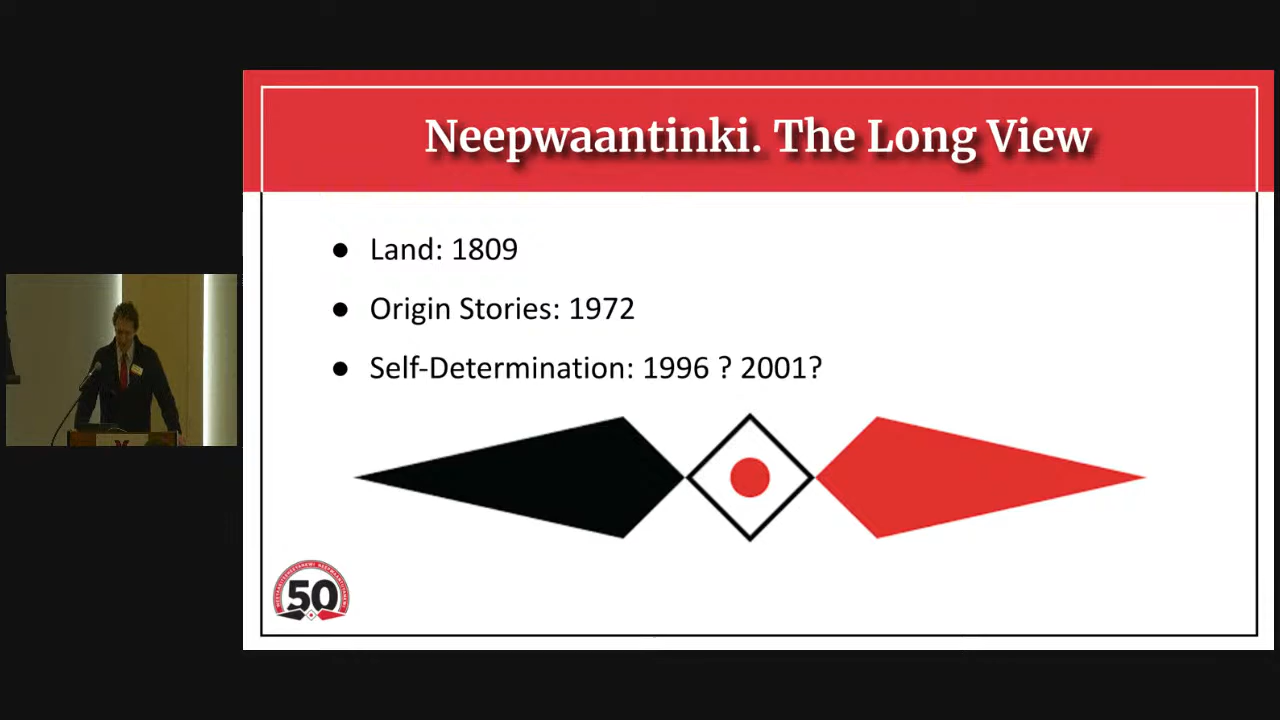 Neepwaantinki. The Long View
● Land: 1809
● Origin Stories: 1972
● Self-Determination: 1996 ? 2001?
50